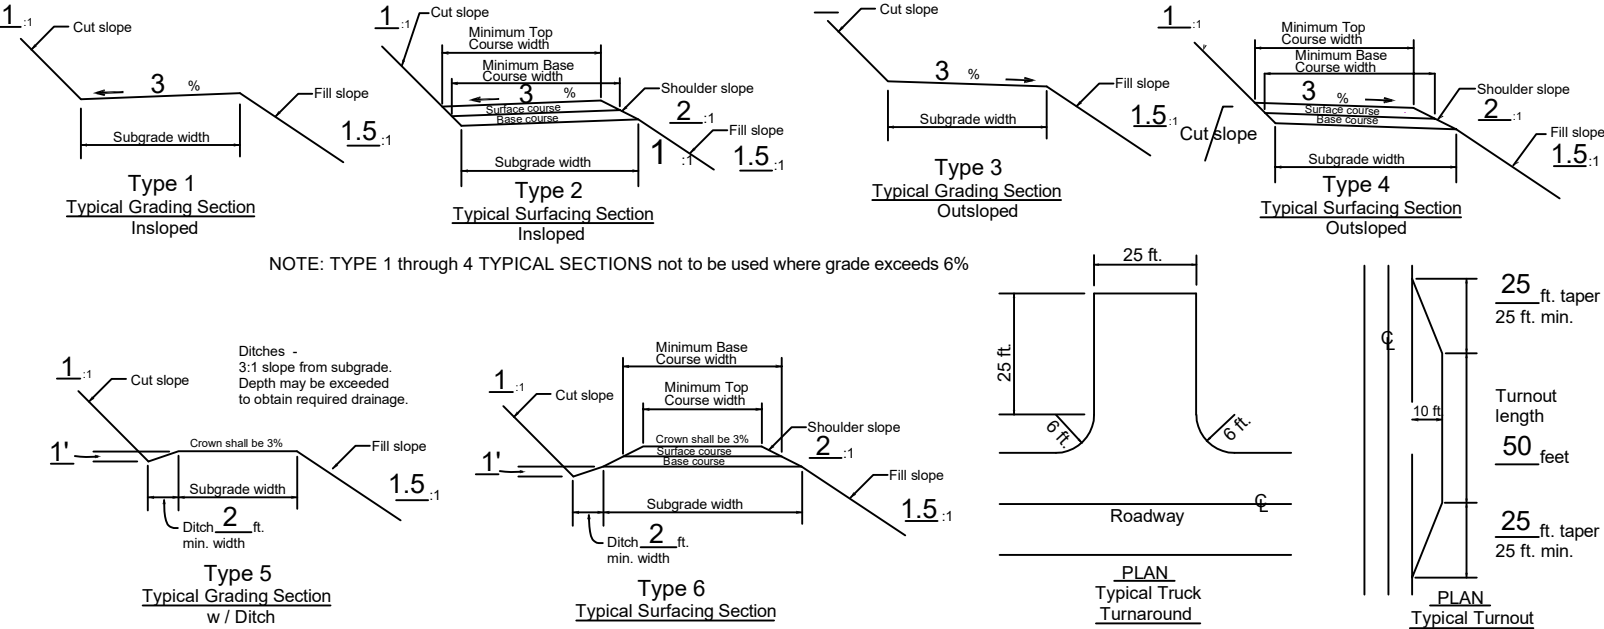 1 :1
Cut slope
3 %
Fill slope
1.5 :1
Subgrade width
Type 1
Typical Grading Section
Insloped
1 :1
Cut slope
Minimum Top
Course width
Minimum Base
Course width
3 %
Surface course
Base course
Shoulder slope
2 :1
Fill slope
1 :1
1.5 :1
Subgrade width
Type 2
Typical Surfacing Section
Insloped
Cut slope
3 %
Fill slope
1.5 :1
Subgrade width
Type 3
Typical Grading Section
Outsloped
1 :1
Cut slope
Minimum Top
Course width
Minimum Base
Course width
3 %
Surface course
Base course
Shoulder slope
2 :1
Fill slope
1.5 :1
Subgrade width
Type 4
Typical Surfacing Section
Outsloped
NOTE: TYPE 1 through 4 TYPICAL SECTIONS not to be used where grade exceeds 6%
1 :1
Cut slope
Ditches -
3:1 slope from subgrade.
Depth may be exceeded
to obtain required drainage.
1'
Crown shall be 3%
Fill slope
1.5 :1
Subgrade width
Ditch 2 ft.
min. width
Type 5
Typical Grading Section
w / Ditch
1 :1
Cut slope
Minimum Base
Course width
Minimum Top
Course width
Crown shall be 3%
Surface course
Base course
Shoulder slope
2 :1
1'
Fill slope
1.5 :1
Subgrade width
Ditch 2 ft.
min. width
Type 6
Typical Surfacing Section
25 ft.
25 ft.
6 ft.
6 ft.
CL
Roadway
PLAN
Typical Truck
Turnaround
CL
25 ft. taper
25 ft. min.
10 ft
Turnout
length
50 feet
25 ft. taper
25 ft. min.
PLAN
Typical Turnout